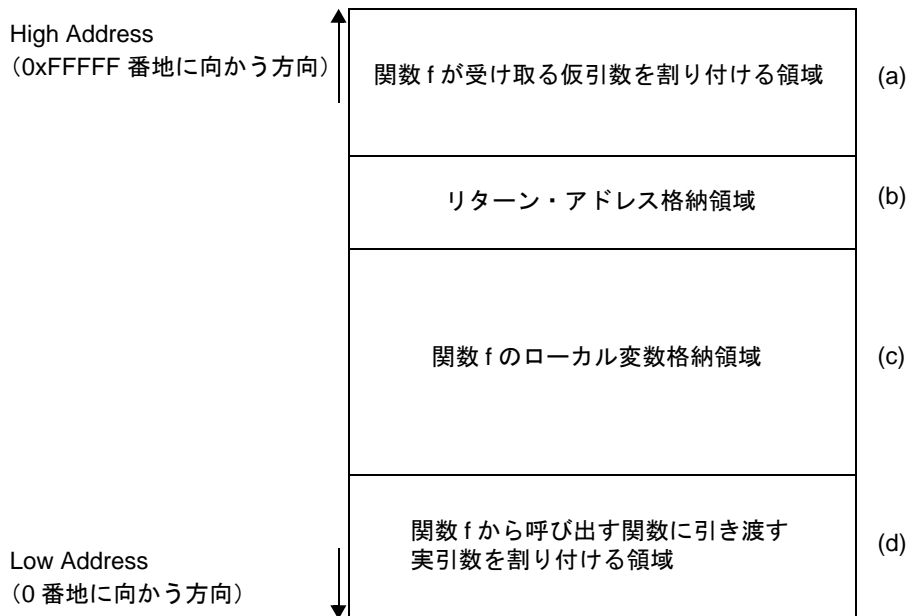 High Address
（0xFFFFF 番地に向かう方向）
関数 f が受け取る仮引数を割り付ける領域
(a)
リターン・アドレス格納領域
(b)
関数 f のローカル変数格納領域
(c)
関数 f から呼び出す関数に引き渡す
実引数を割り付ける領域
(d)
Low Address
（0 番地に向かう方向）